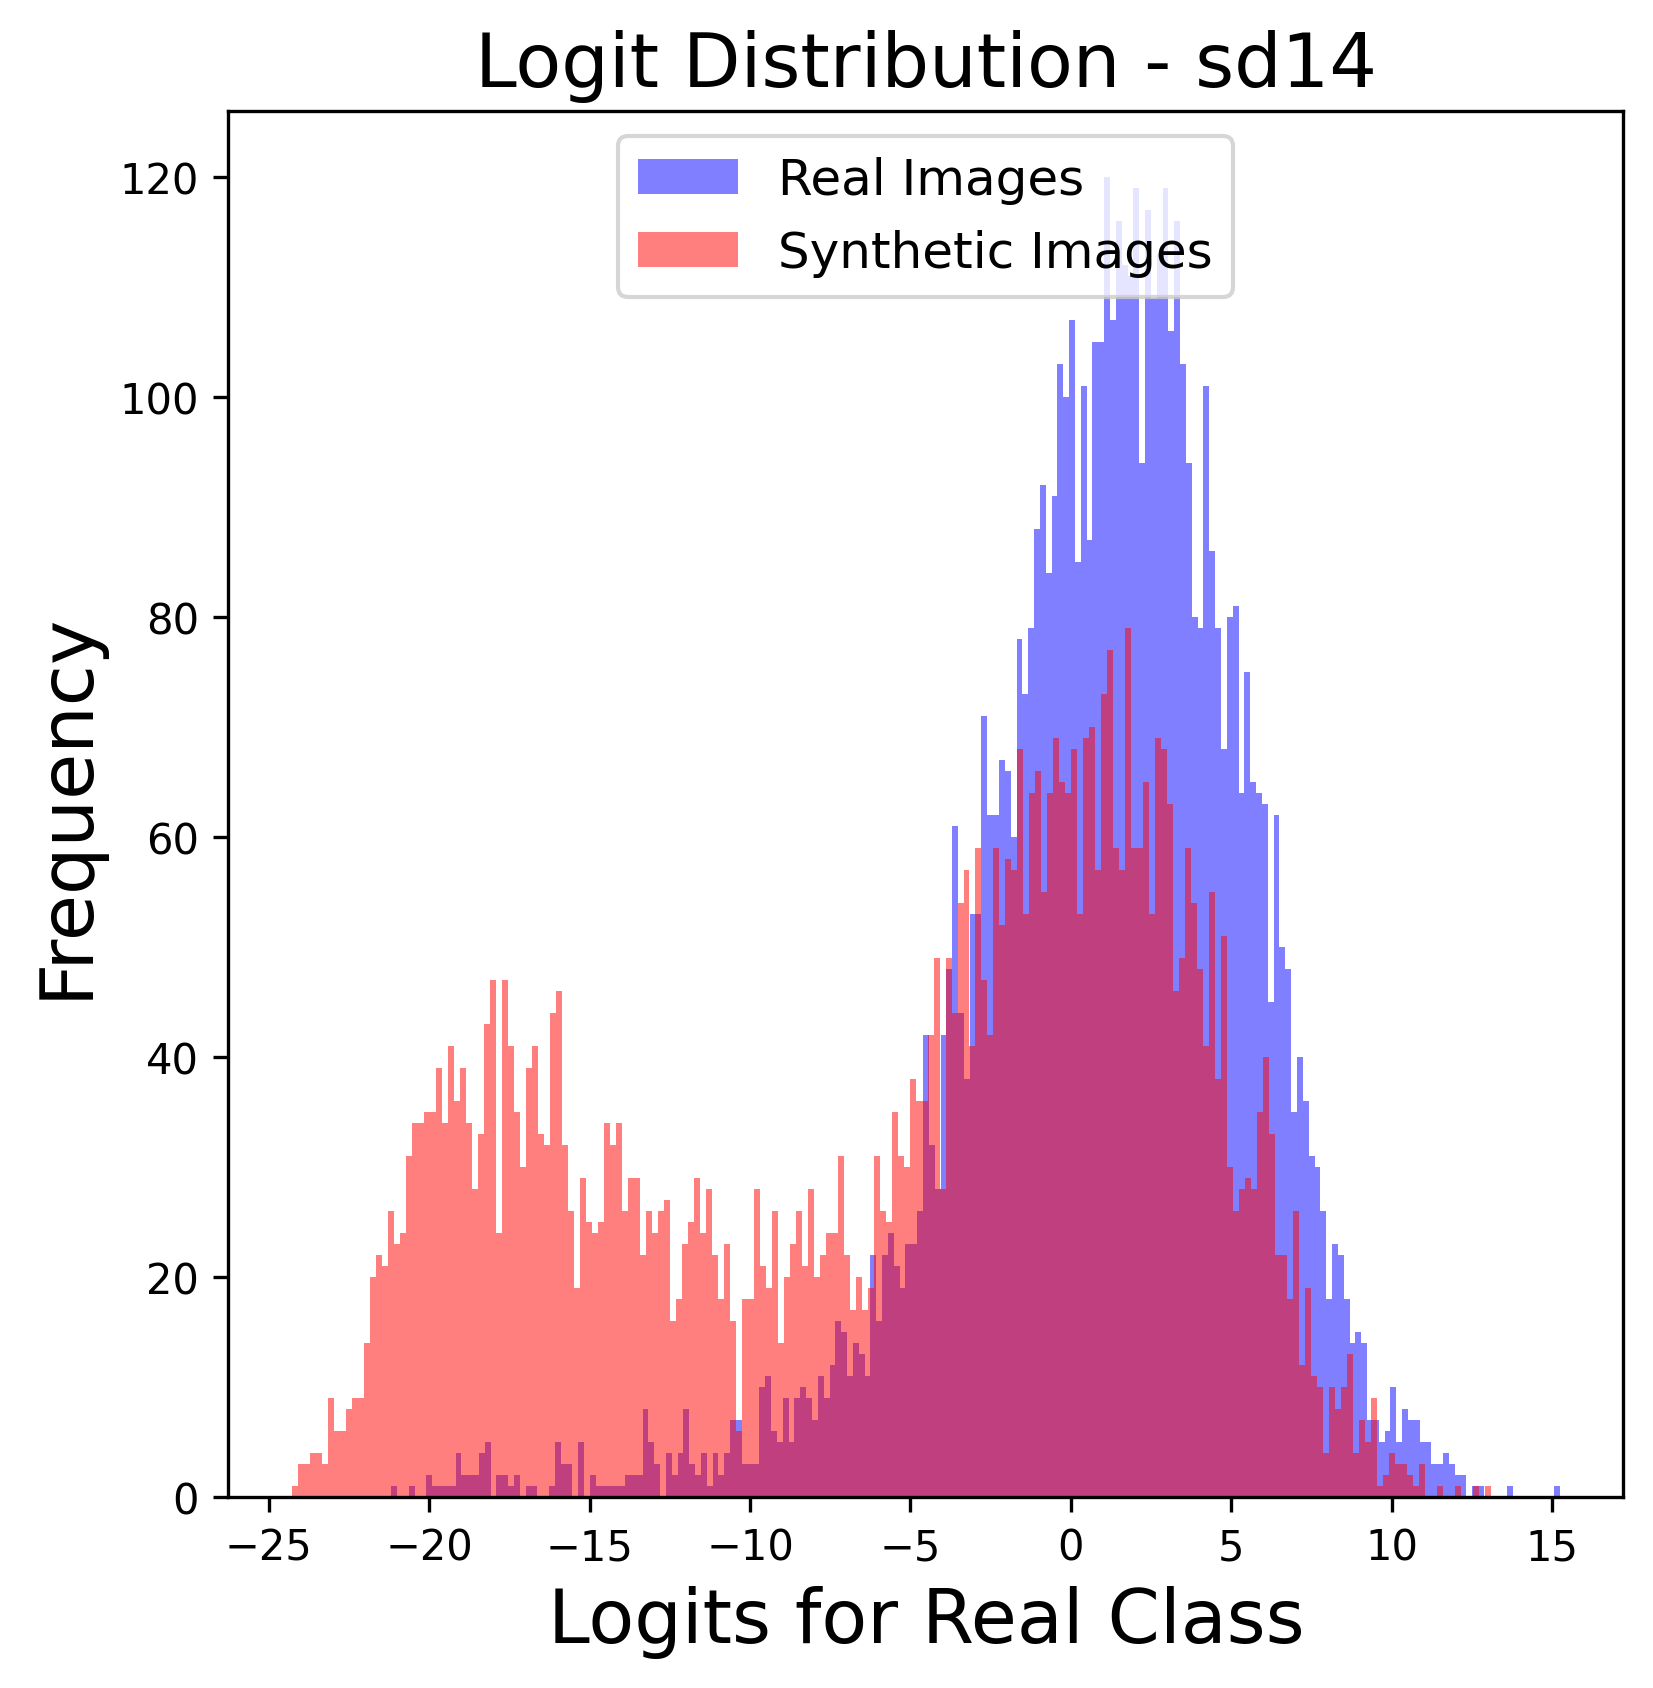 Logit Distribution - sd14
Real Images
Synthetic Images
120
100
80
60
40
20
0
Frequency
−25 −20 −15 −10 −5 0 5 10 15
Logits for Real Class